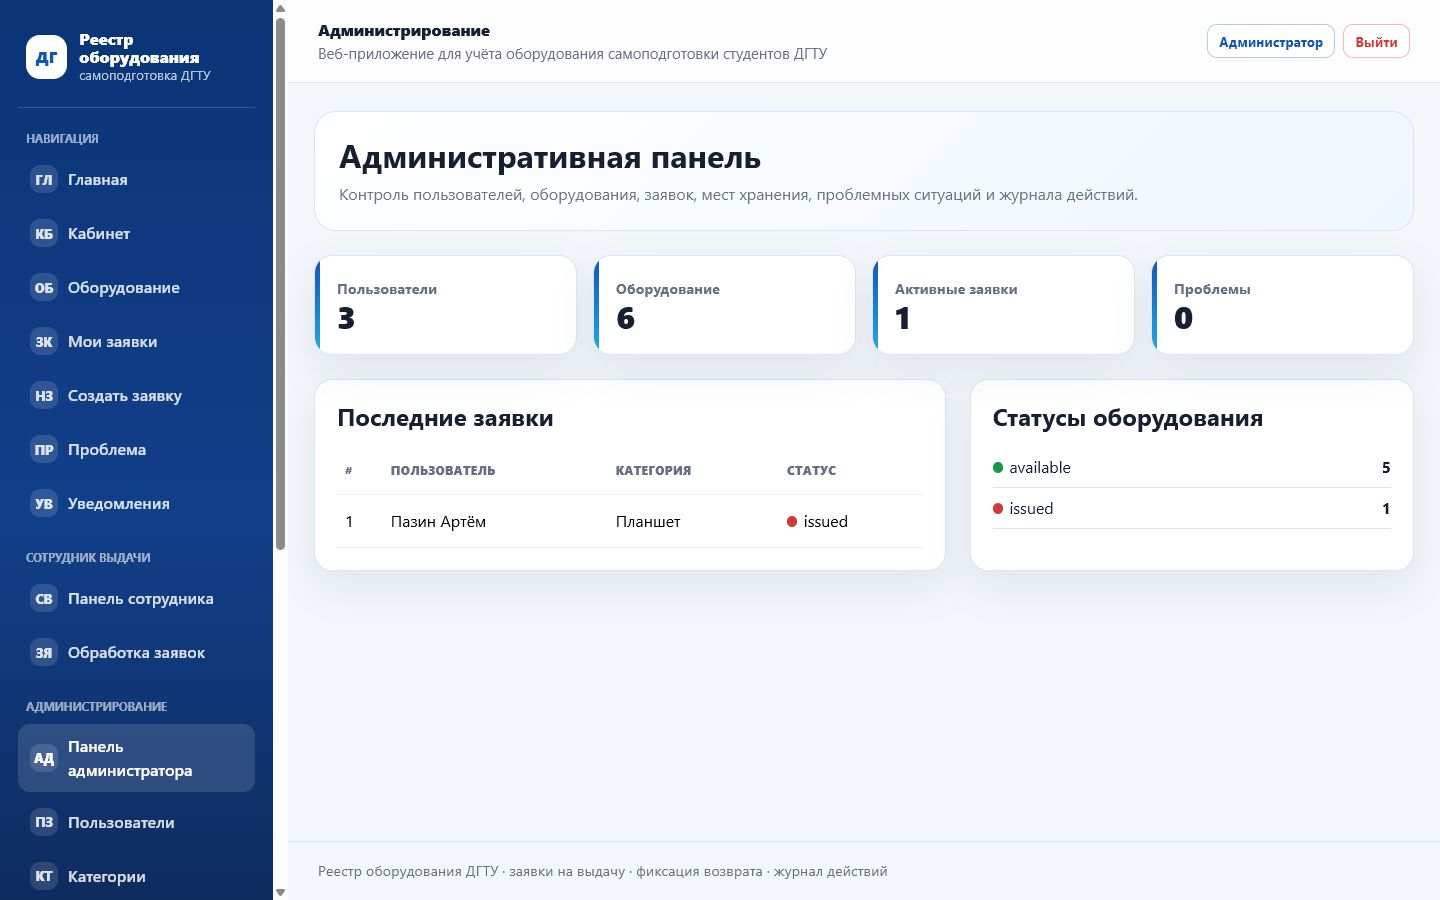 ДГ
Реестр
оборудования
самоподготовка ДГТУ
НАВИГАЦИЯ
ГЛ Главная
КБ Кабинет
ОБ Оборудование
ЗК Мои заявки
НЗ Создать заявку
ПР Проблема
УВ Уведомления
СОТРУДНИК ВЫДАЧИ
СВ Панель сотрудника
ЗЯ Обработка заявок
АДМИНИСТРИРОВАНИЕ
АД Панель
администратора
ПЗ Пользователи
КТ Категории
Администрирование
Веб-приложение для учёта оборудования самоподготовки студентов ДГТУ
Администратор
Выйти
Административная панель
Контроль пользователей, оборудования, заявок, мест хранения, проблемных ситуаций и журнала действий.
Пользователи
3
Оборудование
6
Активные заявки
1
Проблемы
0
Последние заявки
# ПОЛЬЗОВАТЕЛЬ КАТЕГОРИЯ СТАТУС
1 Пазин Артём Планшет issued
Статусы оборудования
available 5
issued 1
Реестр оборудования ДГТУ · заявки на выдачу · фиксация возврата · журнал действий